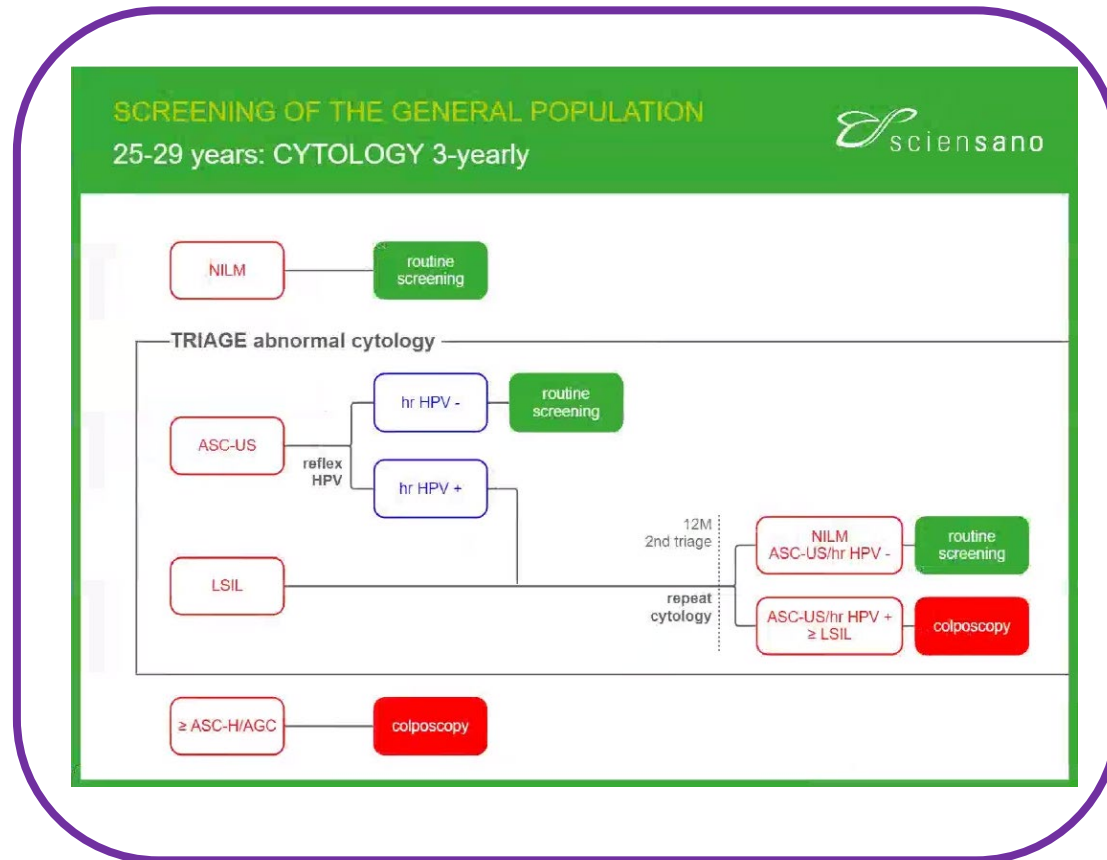 SCREENING OF THE GENERAL POPULATION
25-29 years: CYTOLOGY 3-yearly
sciensano
NILM
routine
screening
TRIAGE abnormal cytology
ASC-US
reflex
HPV
hr HPV -
routine
screening
hr HPV +
LSIL
12M
2nd triage
repeat
cytology
NILM
ASC-US/hr HPV -
routine
screening
ASC-US/hr HPV +
≥ LSIL
colposcopy
≥ ASC-H/AGC
colposcopy